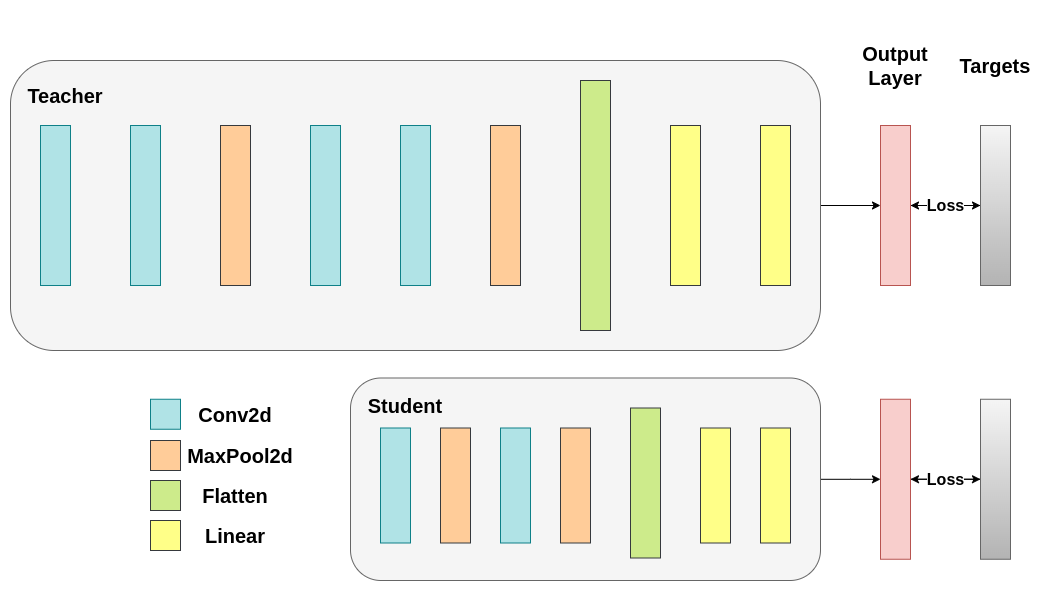 Output
Layer
Targets
Teacher
Loss
Student
Conv2d
MaxPool2d
Flatten
Linear
Loss